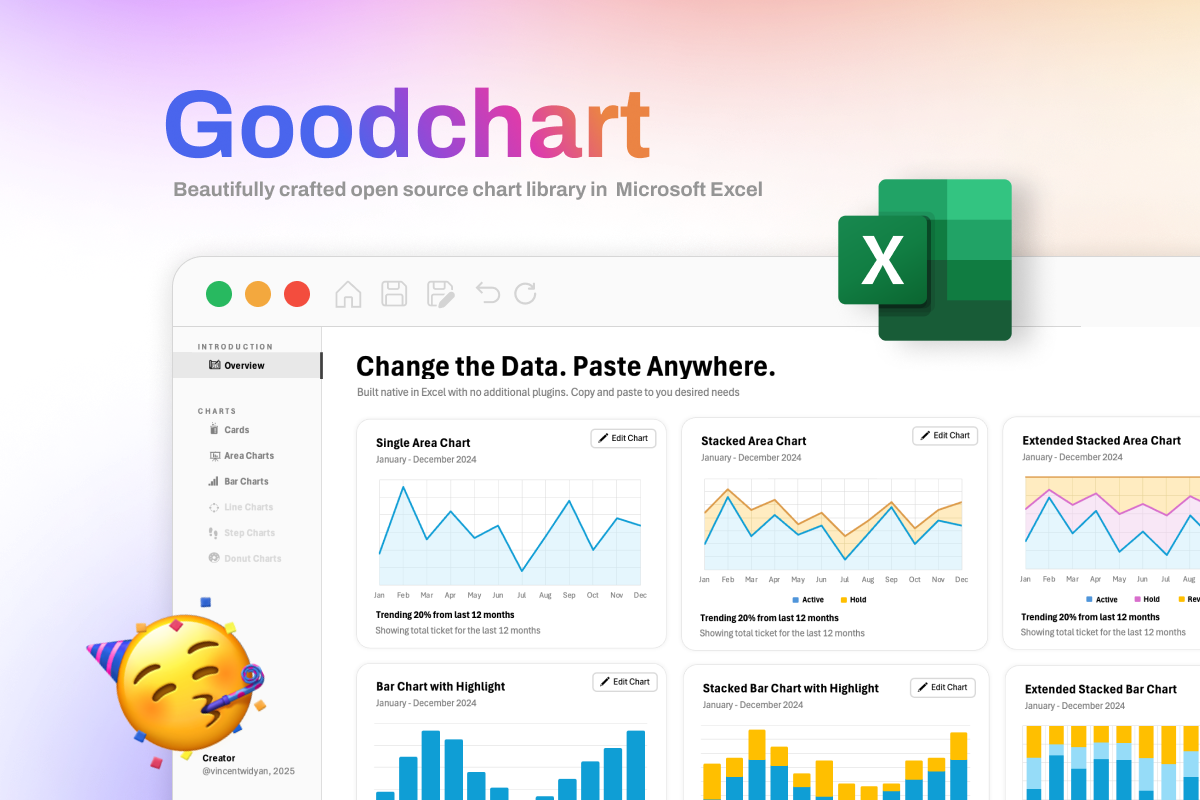 Goodchart
Beautifully crafted open source chart library in Microsoft Excel
X
INTRODUCTION
Overview
CHARTS
Cards
Area Charts
Bar Charts
Line Charts
Step Charts
Donut Charts
Creator
@vincentwidyan, 2025
Change the Data. Paste Anywhere.
Built native in Excel with no additional plugins. Copy and paste to you desired needs
Single Area Chart
Edit Chart
January - December 2024
Jan Feb Mar Apr May Jun Jul Aug Sep Oct Nov Dec
Trending 20% from last 12 months
Showing total ticket for the last 12 months
Stacked Area Chart
Edit Chart
January - December 2024
Jan Feb Mar Apr May Jun Jul Aug Sep Oct Nov Dec
Active Hold
Trending 20% from last 12 months
Showing total ticket for the last 12 months
Extended Stacked Area Chart
January - December 2024
Jan Feb Mar Apr May Jun Jul Aug
Active Hold Rev
Trending 20% from last 12 months
Showing total ticket for the last 12 months
Bar Chart with Highlight
Edit Chart
January - December 2024
Stacked Bar Chart with Highlight
Edit Chart
January - December 2024
Extended Stacked Bar Chart
January - December 2024